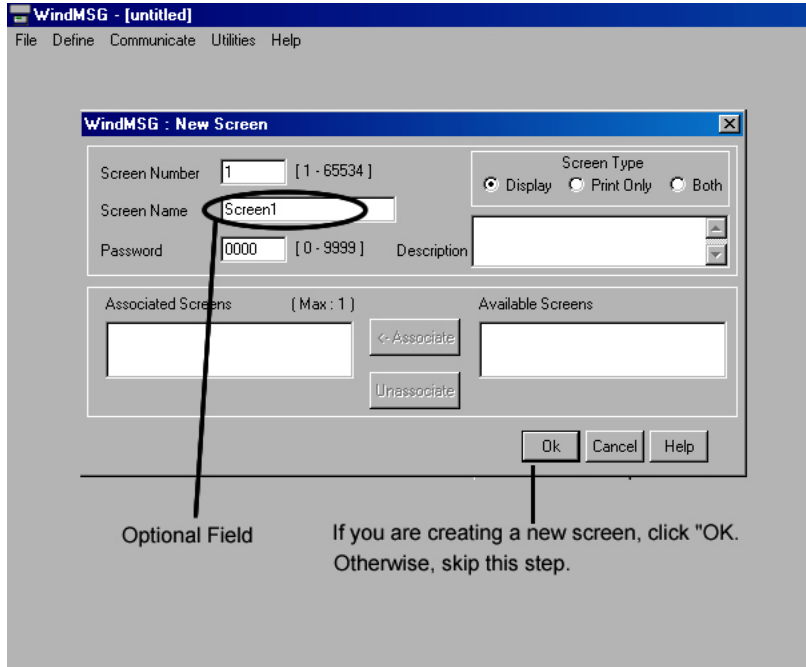 WindMSG - [untitled]
File Define Communicate Utilities Help
WindMSG : New Screen
Screen Number 1 [ 1 - 65534 ]
Screen Type
Display Print Only Both
Screen Name Screen1
Password 0000 [ 0 - 9999 ]
Description
Associated Screens ( Max : 1 )
Available Screens
<- Associate
Unassociate
Ok Cancel Help
Optional Field
If you are creating a new screen, click "OK.
Otherwise, skip this step.